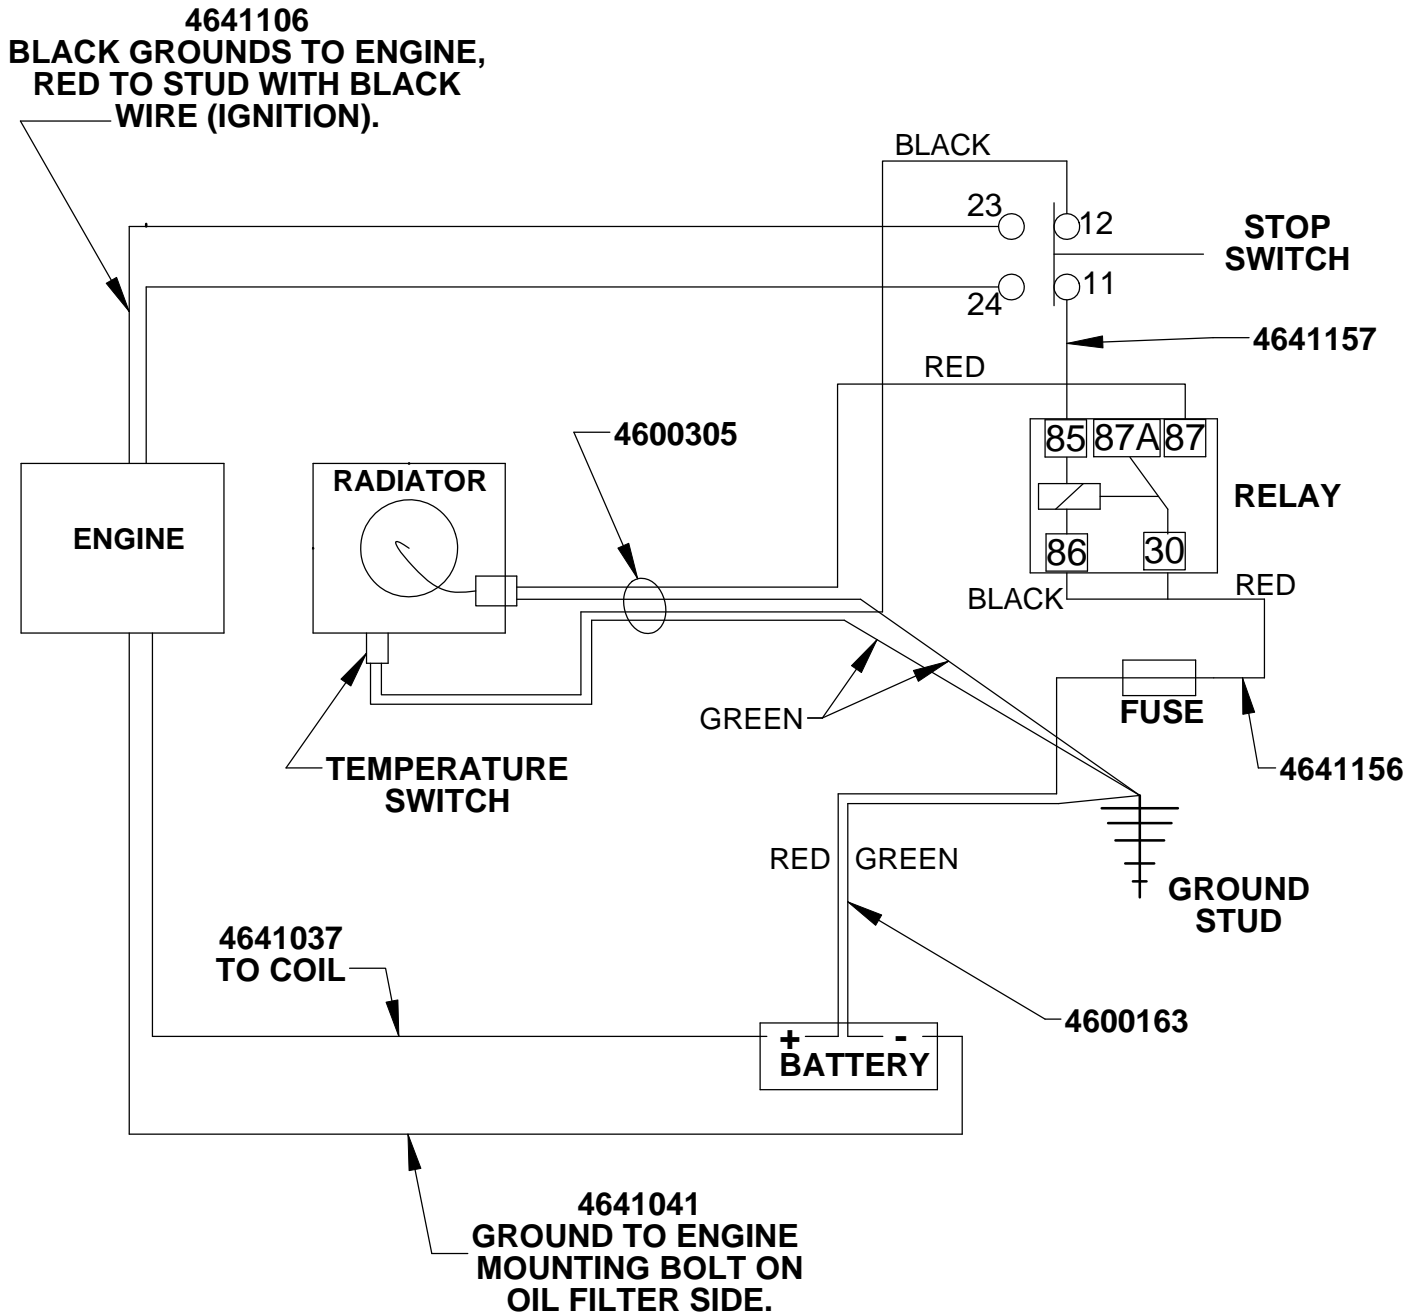 4641106
BLACK GROUNDS TO ENGINE,
RED TO STUD WITH BLACK
WIRE (IGNITION).
BLACK
23
12
STOP
SWITCH
24
11
4641157
RED
4600305
85
87A
87
RADIATOR
RELAY
ENGINE
86
30
BLACK
RED
GREEN
FUSE
TEMPERATURE
SWITCH
4641156
RED
GREEN
GROUND
STUD
4641037
TO COIL
4600163
+
-
BATTERY
4641041
GROUND TO ENGINE
MOUNTING BOLT ON
OIL FILTER SIDE.